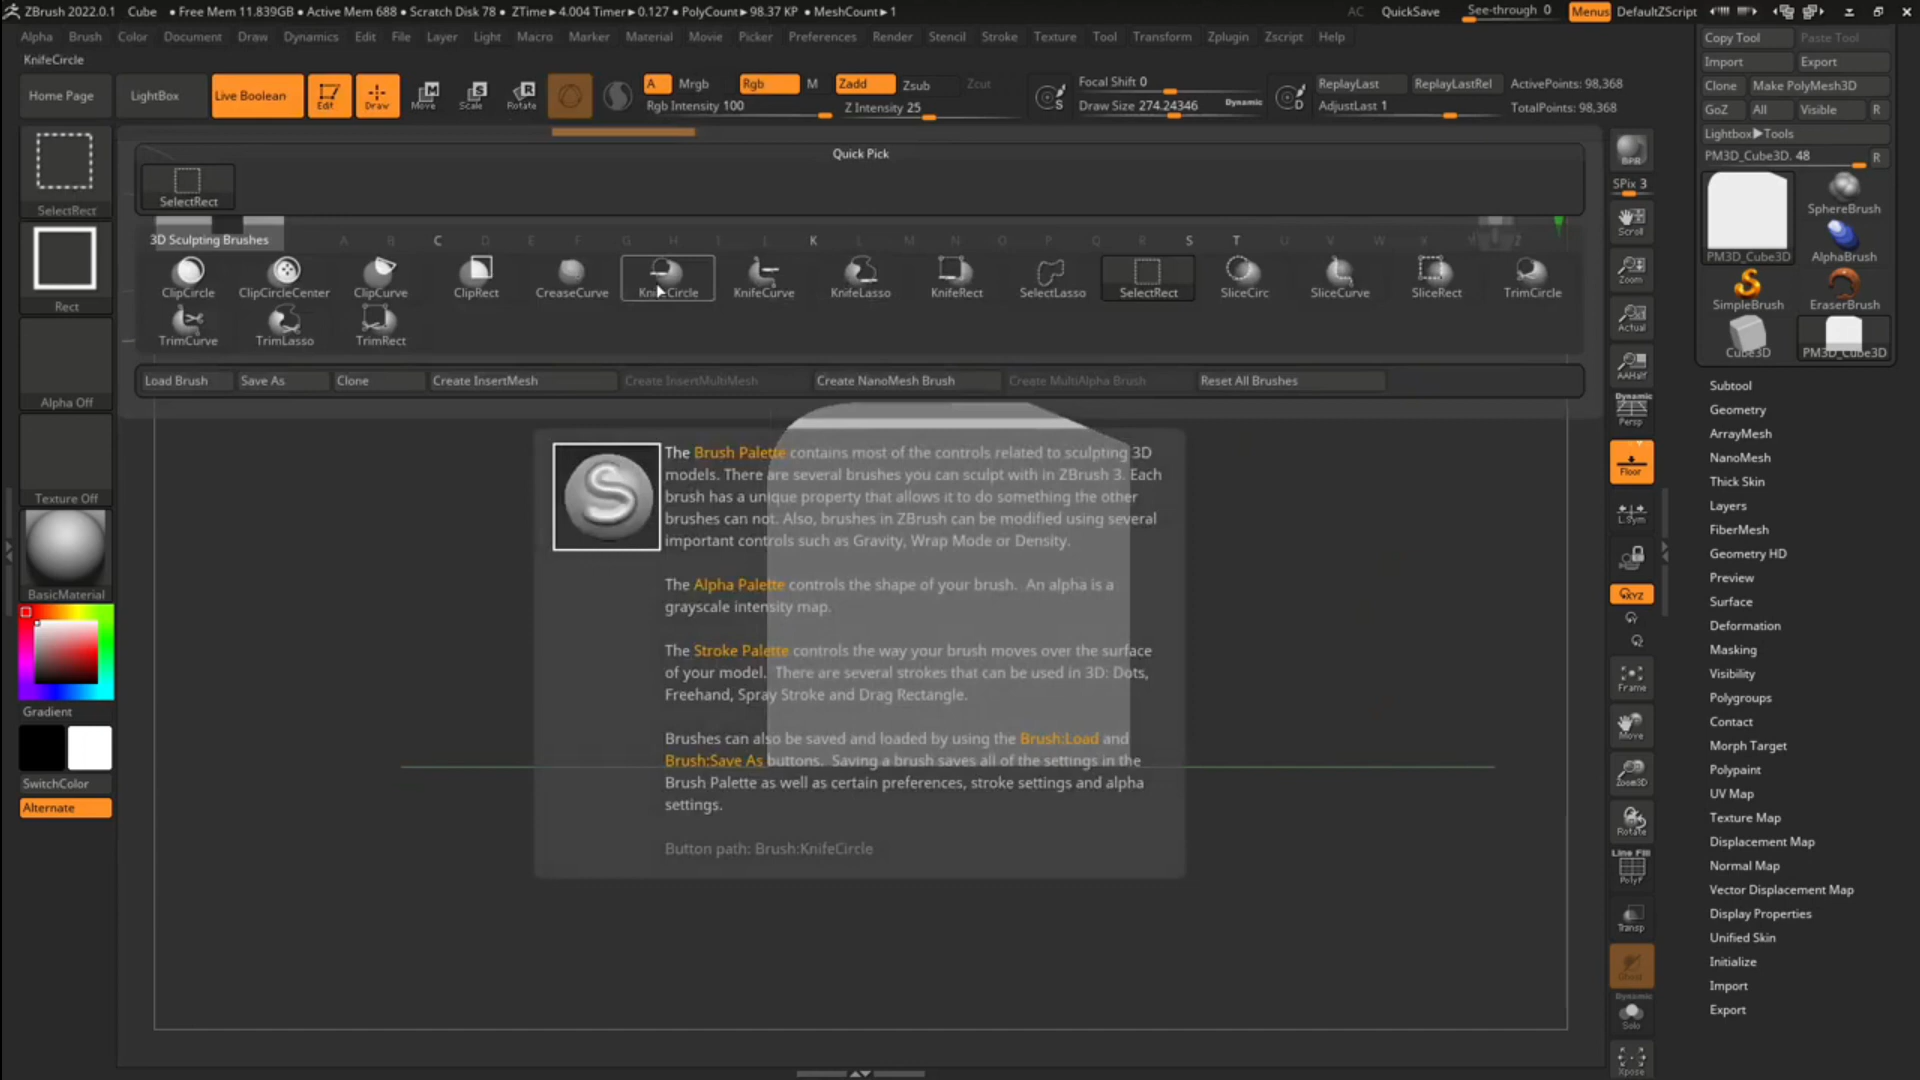 ZBrush 2022.0.1 Cube • Free Mem 11.839GB • Active Mem 688 • Scratch Disk 78 • ZTime▸4.004 Timer▸0.127 • PolyCount▸98.37 KP • MeshCount▸1 AC QuickSave See-through 0 Menus DefaultZScript
Alpha Brush Color Document Draw Dynamics Edit File Layer Light Macro Marker Material Movie Picker Preferences Render Stencil Stroke Texture Tool Transform Zplugin Zscript Help
KnifeCircle
Home Page LightBox Live Boolean Edit Draw Move Scale Rotate
A Mrgb Rgb M Zadd Zsub Zcut
Rgb Intensity 100 Z Intensity 25
Focal Shift 0
Draw Size 274.24346 Dynamic
ReplayLast ReplayLastRel ActivePoints: 98,368
AdjustLast 1 TotalPoints: 98,368
Quick Pick
SelectRect
3D Sculpting Brushes A B C D E F G H I J K L M N O P Q R S T U V W X Y Z
ClipCircle ClipCircleCenter ClipCurve ClipRect CreaseCurve KnifeCircle KnifeCurve KnifeLasso KnifeRect SelectLasso SelectRect SliceCirc SliceCurve SliceRect TrimCircle
TrimCurve TrimLasso TrimRect
Load Brush Save As Clone Create InsertMesh Create InsertMultiMesh Create NanoMesh Brush Create MultiAlpha Brush Reset All Brushes
SelectRect
Rect
Alpha Off
Texture Off
BasicMaterial
Gradient
SwitchColor
Alternate
The Brush Palette contains most of the controls related to sculpting 3D
models. There are several brushes you can sculpt with in ZBrush 3. Each
brush has a unique property that allows it to do something the other
brushes can not. Also, brushes in ZBrush can be modified using several
important controls such as Gravity, Wrap Mode or Density.
The Alpha Palette controls the shape of your brush. An alpha is a
grayscale intensity map.
The Stroke Palette controls the way your brush moves over the surface
of your model. There are several strokes that can be used in 3D: Dots,
Freehand, Spray Stroke and Drag Rectangle.
Brushes can also be saved and loaded by using the Brush:Load and
Brush:Save As buttons. Saving a brush saves all of the settings in the
Brush Palette as well as certain preferences, stroke settings and alpha
settings.
Button path: Brush:KnifeCircle
BPR
SPix 3
Scroll
Zoom
Actual
AAHalf
Dynamic
Persp
Floor
L.Sym
XYZ
Frame
Move
Zoom3D
Rotate
Line Fill
PolyF
Transp
Ghost
Dynamic
Solo
Xpose
Copy Tool Paste Tool
Import Export
Clone Make PolyMesh3D
GoZ All Visible R
Lightbox▸Tools
PM3D_Cube3D. 48 R
PM3D_Cube3D SphereBrush
AlphaBrush
SimpleBrush EraserBrush
Cube3D PM3D_Cube3D
Subtool
Geometry
ArrayMesh
NanoMesh
Thick Skin
Layers
FiberMesh
Geometry HD
Preview
Surface
Deformation
Masking
Visibility
Polygroups
Contact
Morph Target
Polypaint
UV Map
Texture Map
Displacement Map
Normal Map
Vector Displacement Map
Display Properties
Unified Skin
Initialize
Import
Export